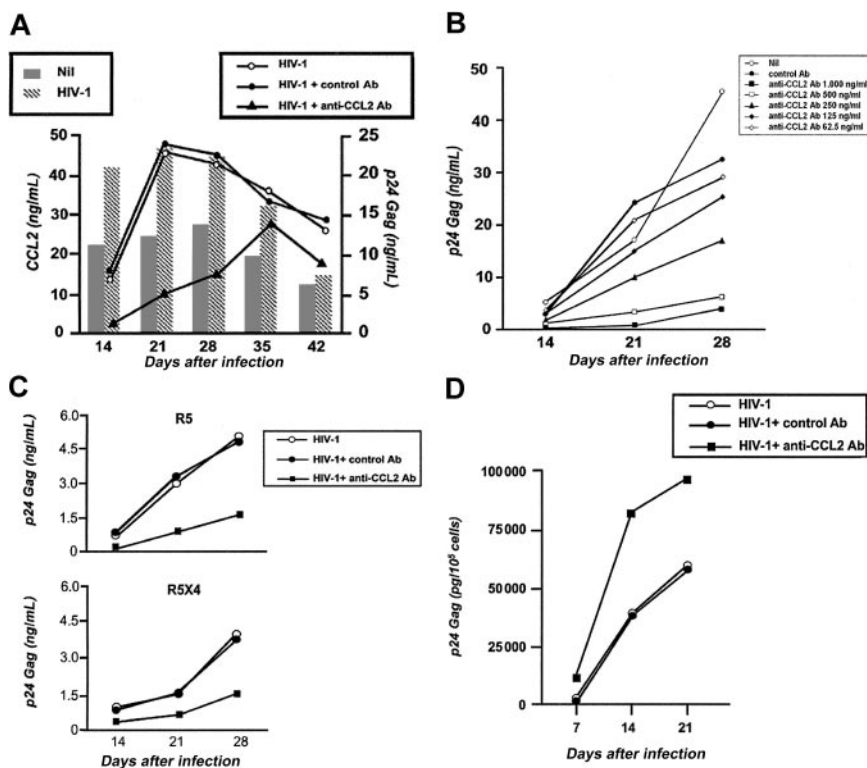 A
Nil
HIV-1
HIV-1
HIV-1 + control Ab
HIV-1 + anti-CCL2 Ab
CCL2 (ng/mL)
50
40
30
20
10
0
p24 Gag (ng/mL)
25
20
15
10
5
0
14 21 28 35 42
Days after infection
B
Nil
control Ab
anti-CCL2 Ab 1.000 ng/ml
anti-CCL2 Ab 500 ng/ml
anti-CCL2 Ab 250 ng/ml
anti-CCL2 Ab 125 ng/ml
anti-CCL2 Ab 62.5 ng/ml
p24 Gag (ng/mL)
50
40
30
20
10
0
14 21 28
Days after infection
C
R5
HIV-1
HIV-1+ control Ab
HIV-1+ anti-CCL2 Ab
p24 Gag (ng/mL)
6.0
4.5
3.0
1.5
0
R5X4
p24 Gag (ng/mL)
6.0
4.5
3.0
1.5
0
14 21 28
Days after infection
D
HIV-1
HIV-1+ control Ab
HIV-1+ anti-CCL2 Ab
p24 Gag (pg/10⁵ cells)
100000
75000
50000
25000
0
7 14 21
Days after infection